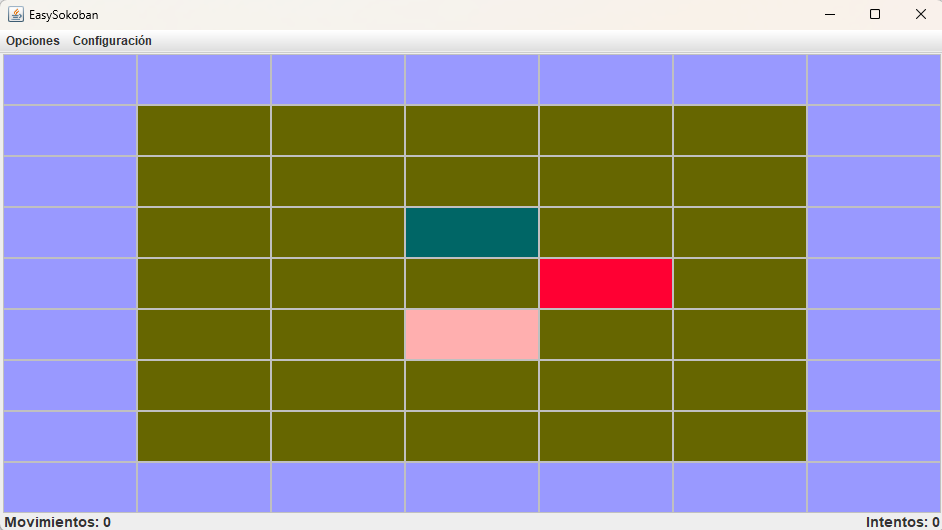 EasySokoban
Opciones Configuración
Movimientos: 0 Intentos: 0